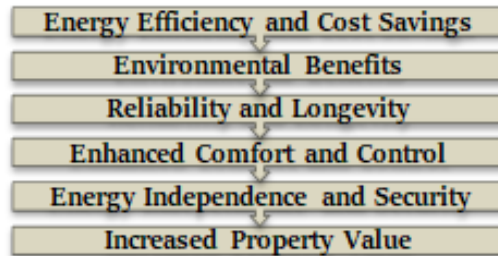 Energy Efficiency and Cost Savings
Environmental Benefits
Reliability and Longevity
Enhanced Comfort and Control
Energy Independence and Security
Increased Property Value